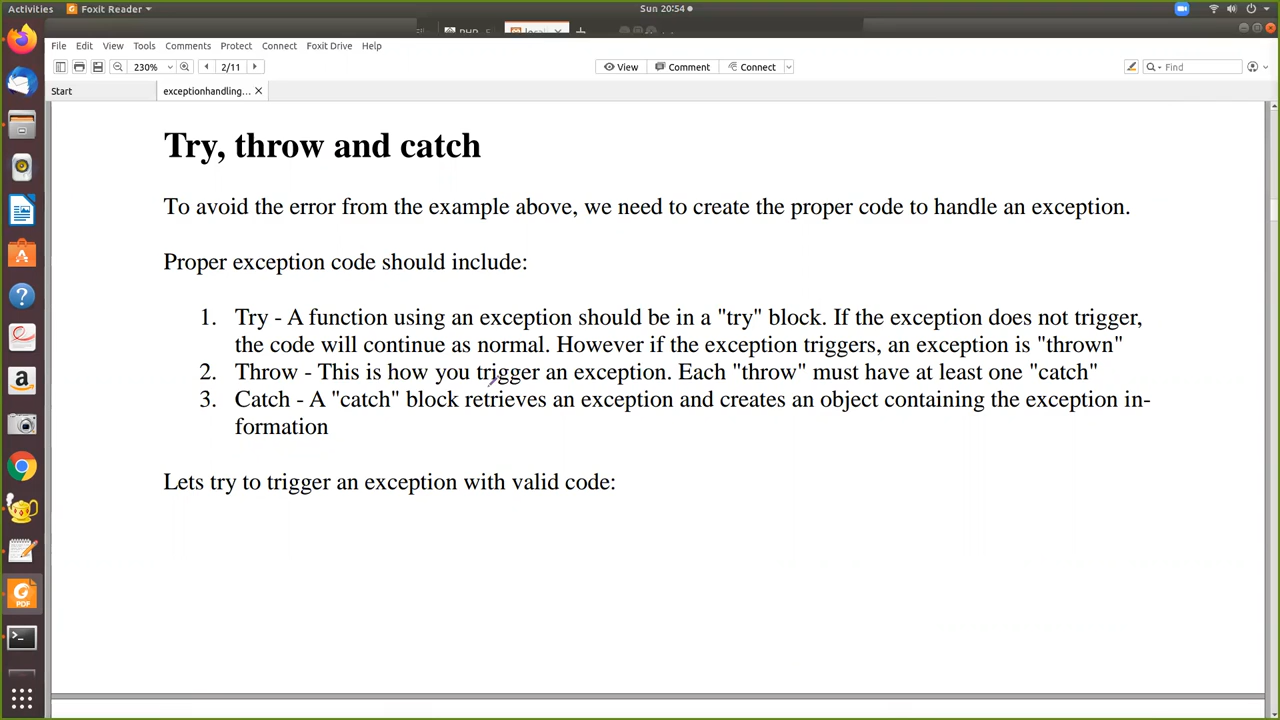 Activities Foxit Reader Sun 20:54
PHP
File Edit View Tools Comments Protect Connect Foxit Drive Help
230% 2/11 View Comment Connect Find
Start exceptionhandling...
Try, throw and catch
To avoid the error from the example above, we need to create the proper code to handle an exception.
Proper exception code should include:
1. Try - A function using an exception should be in a "try" block. If the exception does not trigger,
the code will continue as normal. However if the exception triggers, an exception is "thrown"
2. Throw - This is how you trigger an exception. Each "throw" must have at least one "catch"
3. Catch - A "catch" block retrieves an exception and creates an object containing the exception in-
formation
Lets try to trigger an exception with valid code:
PDF